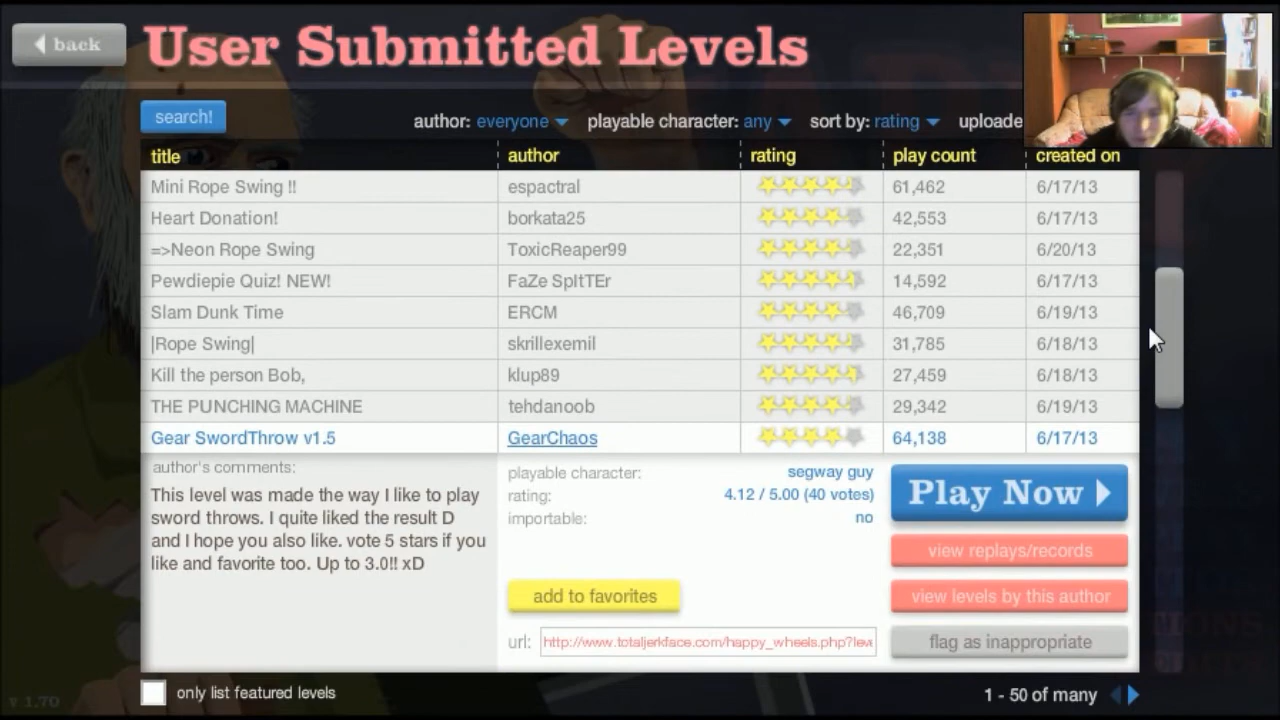 back
User Submitted Levels
search!
author: everyone playable character: any sort by: rating uploade
title author rating play count created on
Mini Rope Swing !! espactral 61,462 6/17/13
Heart Donation! borkata25 42,553 6/17/13
=>Neon Rope Swing ToxicReaper99 22,351 6/20/13
Pewdiepie Quiz! NEW! FaZe SpItTEr 14,592 6/17/13
Slam Dunk Time ERCM 46,709 6/19/13
|Rope Swing| skrillexemil 31,785 6/18/13
Kill the person Bob, klup89 27,459 6/18/13
THE PUNCHING MACHINE tehdanoob 29,342 6/19/13
Gear SwordThrow v1.5 GearChaos 64,138 6/17/13
author's comments:
This level was made the way I like to play
sword throws. I quite liked the result D
and I hope you also like. vote 5 stars if you
like and favorite too. Up to 3.0!! xD
playable character: segway guy
rating: 4.12 / 5.00 (40 votes)
importable: no
add to favorites
url: http://www.totaljerkface.com/happy_wheels.php?lev
Play Now
view replays/records
view levels by this author
flag as inappropriate
only list featured levels
1 - 50 of many
v 1.70